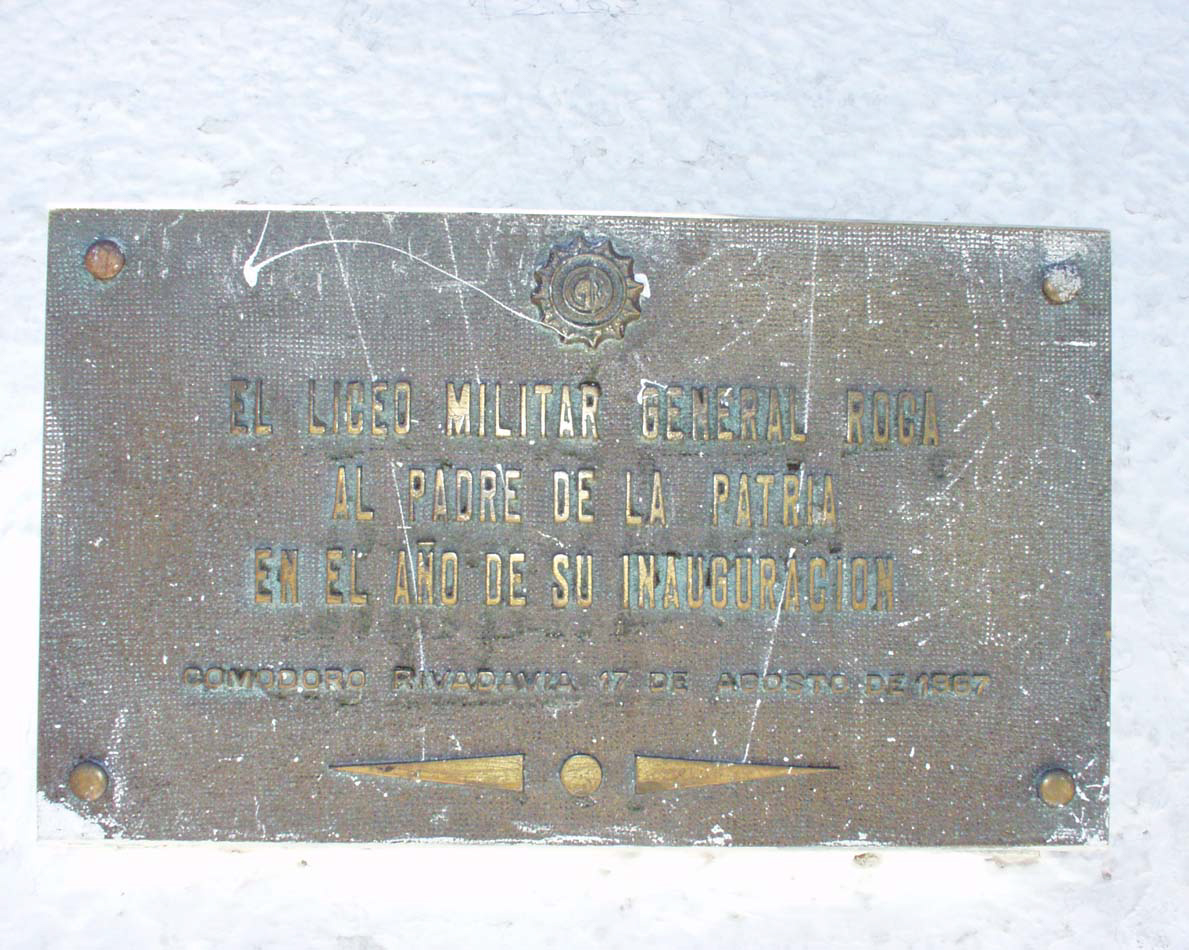 EL LICEO MILITAR GENERAL ROCA
AL PADRE DE LA PATRIA
EN EL AÑO DE SU INAUGURACION
COMODORO RIVADAVIA 17 DE AGOSTO DE 1967